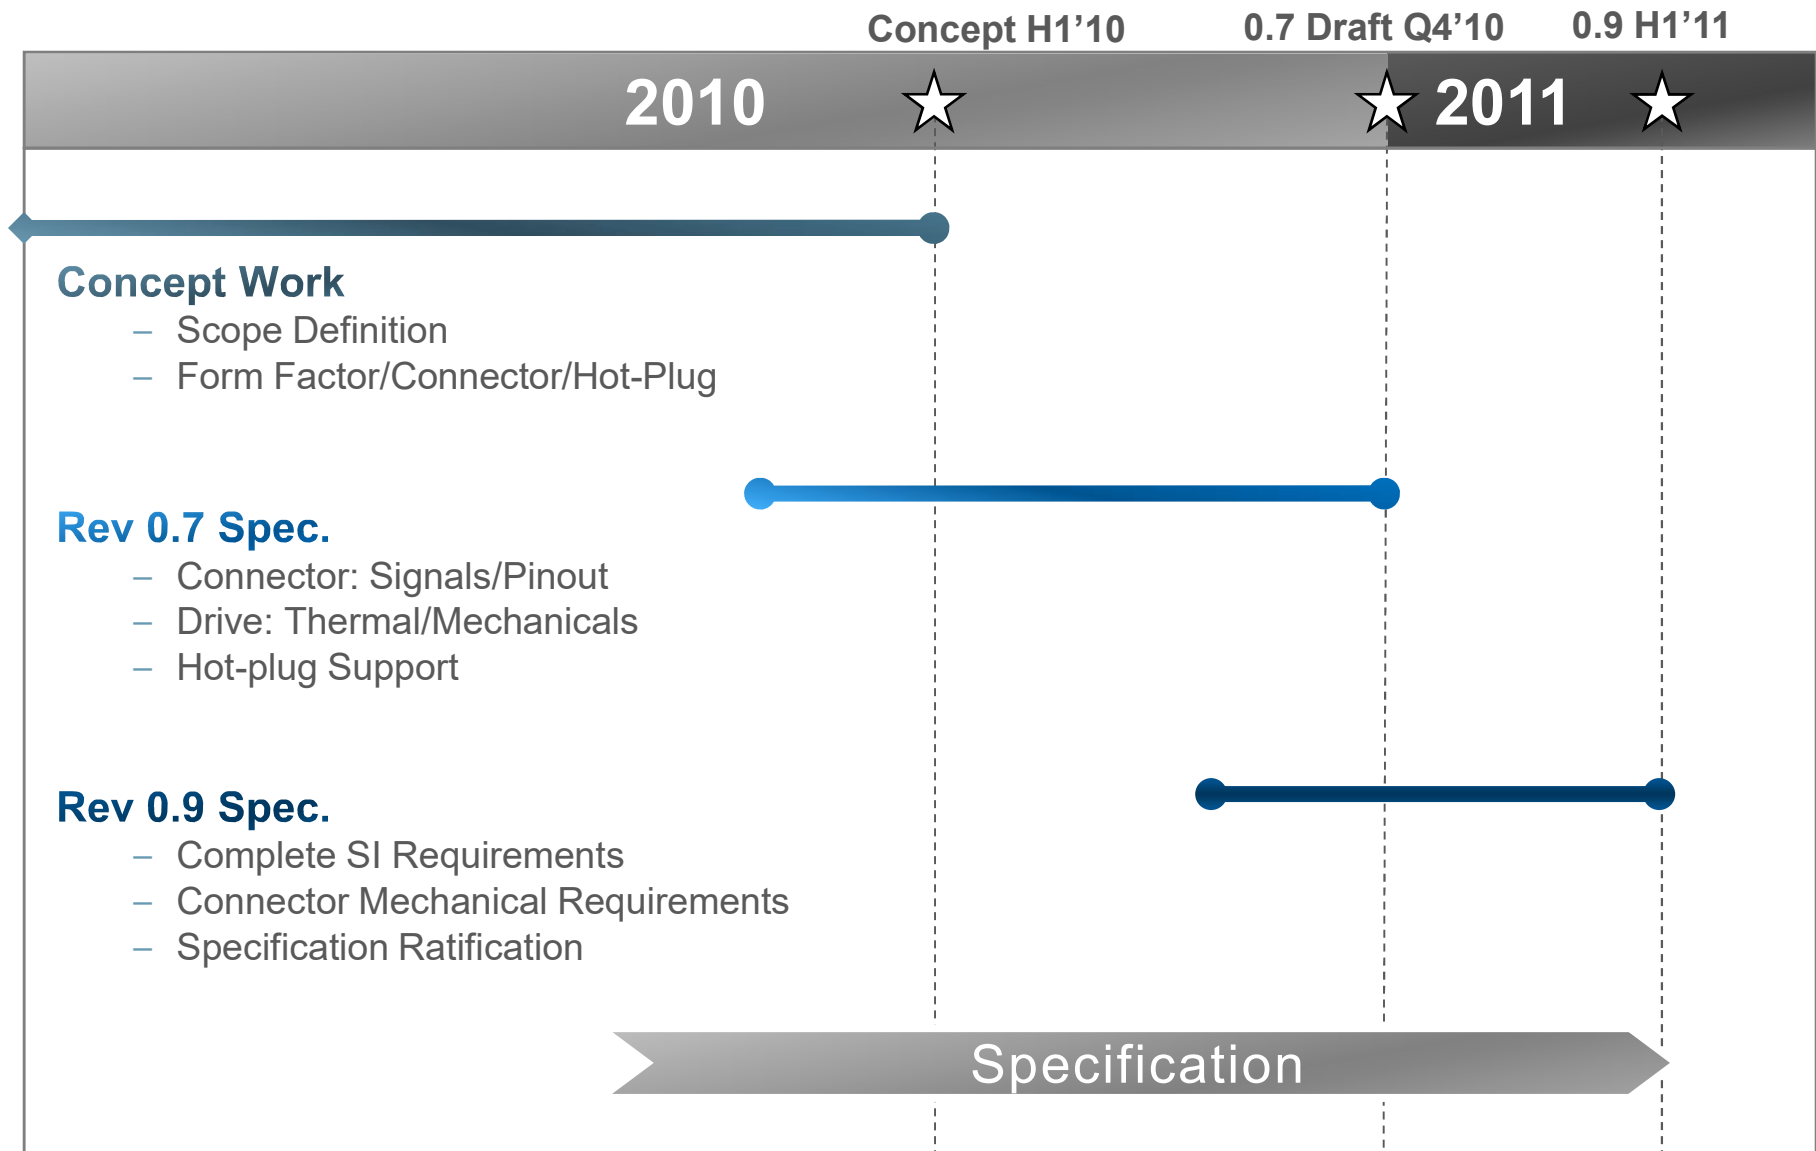 Concept H1’10
0.7 Draft Q4’10
0.9 H1’11
2010
2011
Concept Work
– Scope Definition
– Form Factor/Connector/Hot-Plug
Rev 0.7 Spec.
– Connector: Signals/Pinout
– Drive: Thermal/Mechanicals
– Hot-plug Support
Rev 0.9 Spec.
– Complete SI Requirements
– Connector Mechanical Requirements
– Specification Ratification
Specification